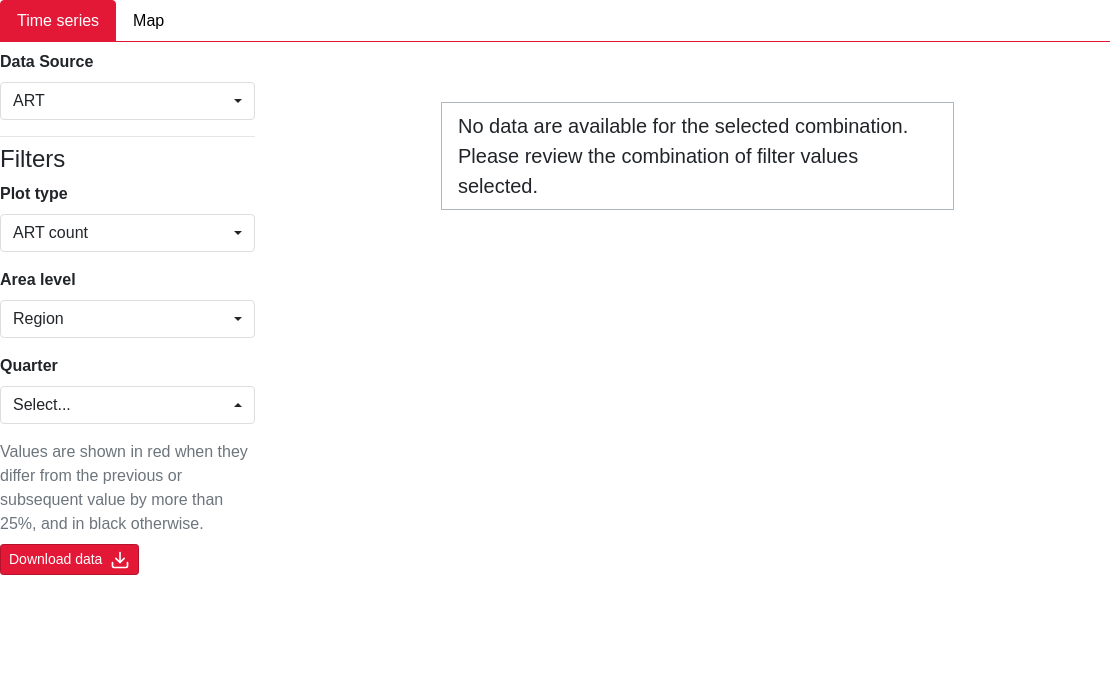 Time series
Map
Data Source
ART
Filters
Plot type
ART count
Area level
Region
Quarter
Select...
Values are shown in red when they
differ from the previous or
subsequent value by more than
25%, and in black otherwise.
Download data
No data are available for the selected combination.
Please review the combination of filter values
selected.